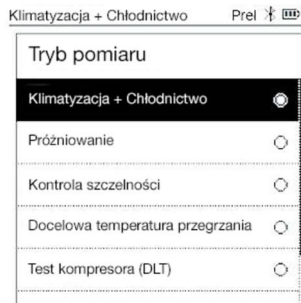 Klimatyzacja + Chłodnictwo Prel
Tryb pomiaru
Klimatyzacja + Chłodnictwo
Próżniowanie
Kontrola szczelności
Docelowa temperatura przegrzania
Test kompresora (DLT)